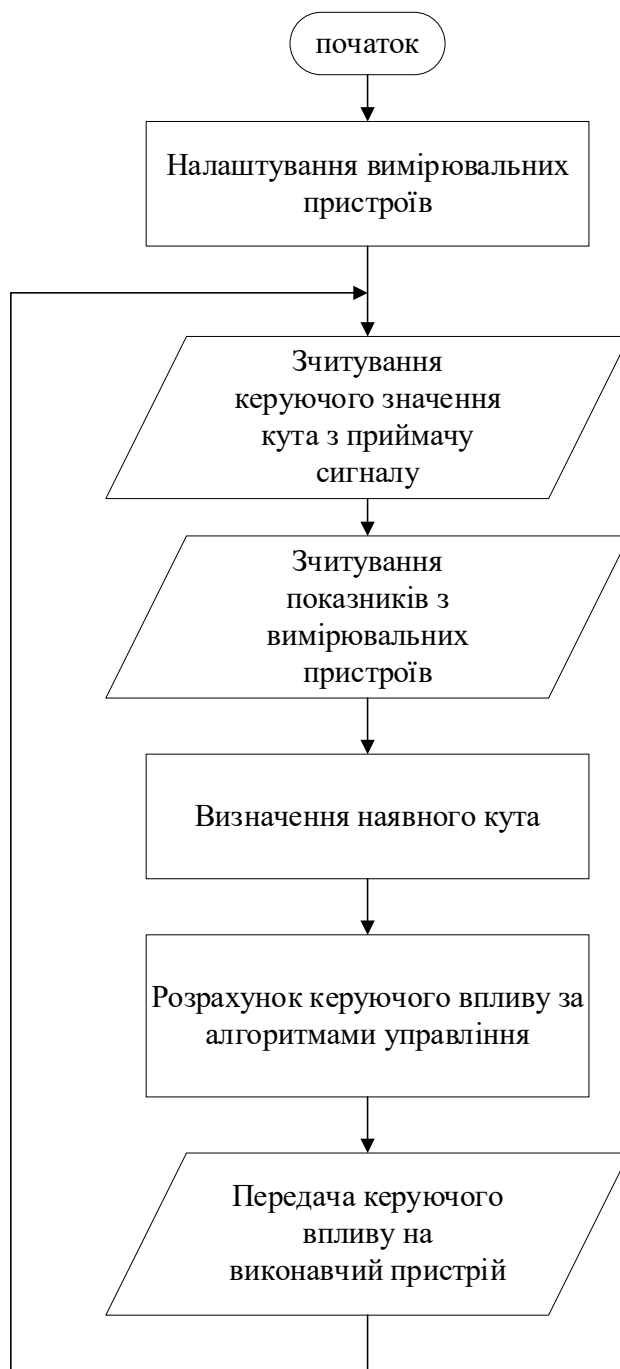 початок
Налаштування вимірювальних
пристроїв
Зчитування
керуючого значення
кута з приймачу
сигналу
Зчитування
показників з
вимірювальних
пристроїв
Визначення наявного кута
Розрахунок керуючого впливу за
алгоритмами управління
Передача керуючого
впливу на
виконавчий пристрій